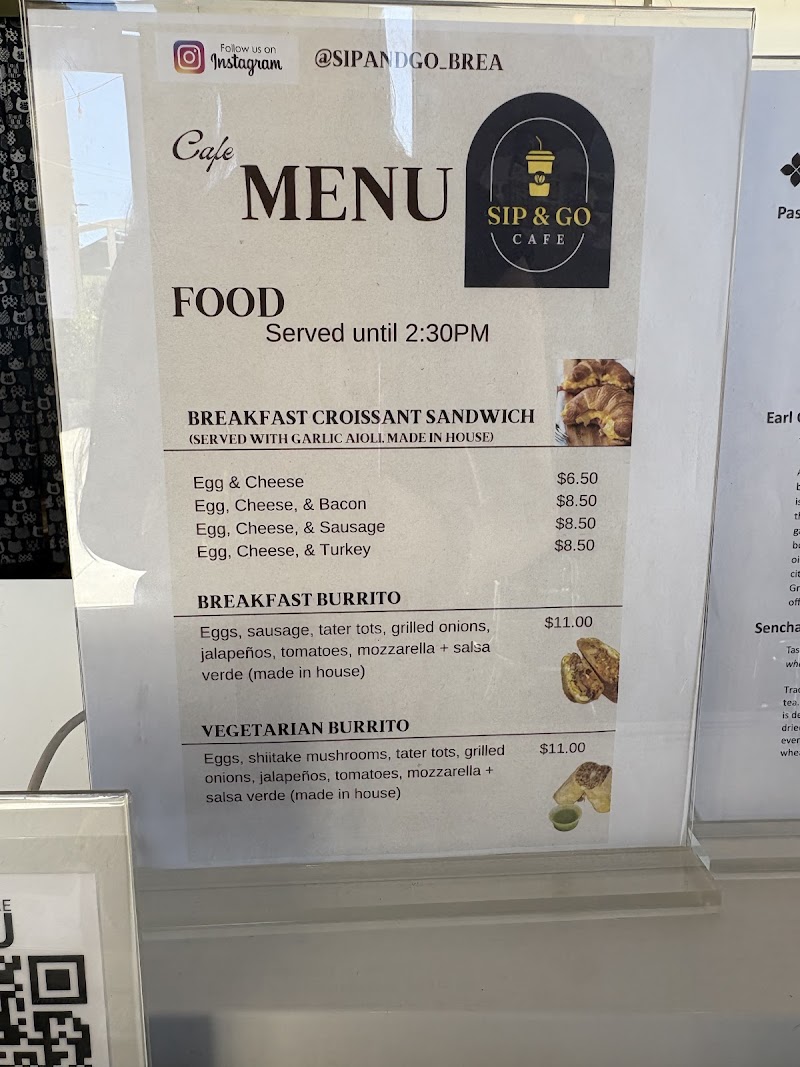 Follow us on
Instagram
@SIPANDGO_BREA
Cafe
MENU
SIP & GO
CAFE
FOOD
Served until 2:30PM
BREAKFAST CROISSANT SANDWICH
(SERVED WITH GARLIC AIOLI. MADE IN HOUSE)
Egg & Cheese $6.50
Egg, Cheese, & Bacon $8.50
Egg, Cheese, & Sausage $8.50
Egg, Cheese, & Turkey $8.50
BREAKFAST BURRITO
Eggs, sausage, tater tots, grilled onions, $11.00
jalapeños, tomatoes, mozzarella + salsa
verde (made in house)
VEGETARIAN BURRITO
Eggs, shiitake mushrooms, tater tots, grilled $11.00
onions, jalapeños, tomatoes, mozzarella +
salsa verde (made in house)
Earl
Sencha
Trad
tea.
is de